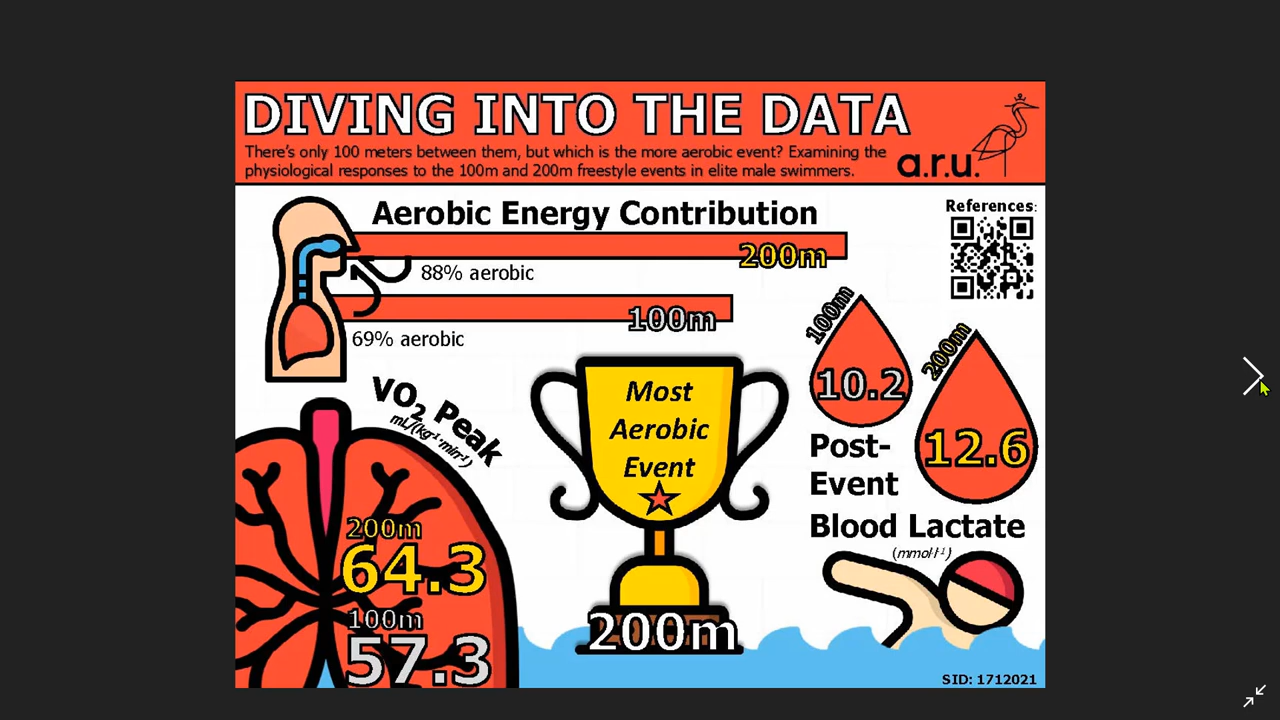 DIVING INTO THE DATA
There's only 100 meters between them, but which is the more aerobic event? Examining the
physiological responses to the 100m and 200m freestyle events in elite male swimmers.
a.r.u.
Aerobic Energy Contribution
References:
200m
88% aerobic
100m
69% aerobic
100m
10.2
200m
12.6
Post-
Event
Blood Lactate
(mmol·l⁻¹)
VO₂ Peak
mL/(kg⁻¹·min⁻¹)
Most
Aerobic
Event
200m
64.3
100m
57.3
200m
SID: 1712021